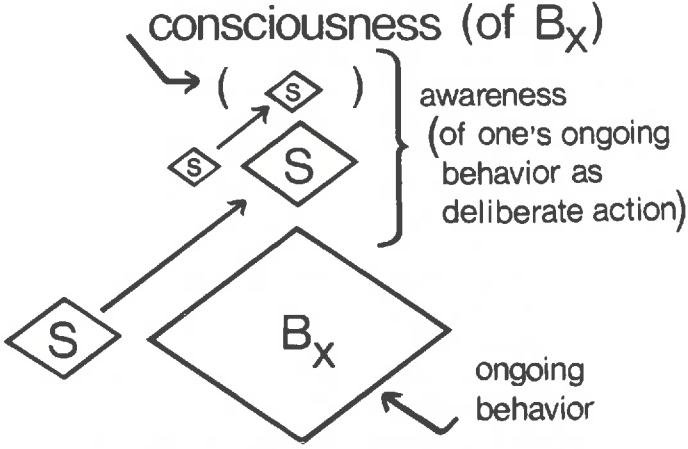 consciousness (of Bx)
( S )
awareness
(of one's ongoing
behavior as
deliberate action)
S
S
S
Bx
ongoing
behavior